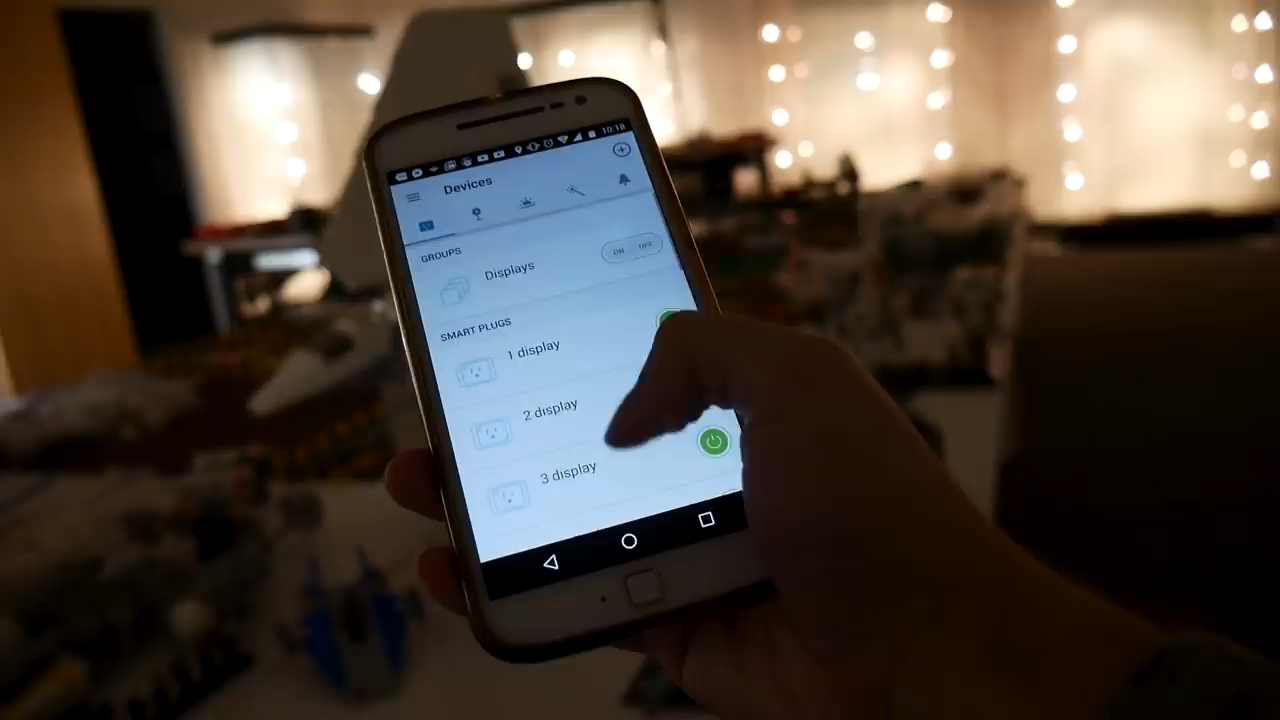 10:18
Devices
GROUPS
Displays
ON OFF
SMART PLUGS
1 display
2 display
3 display